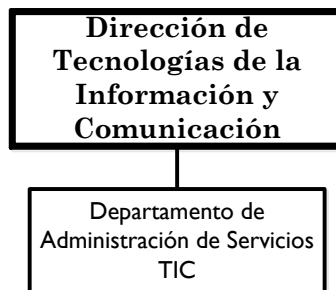 Dirección de
Tecnologías de la
Información y
Comunicación
Departamento de
Administración de Servicios
TIC